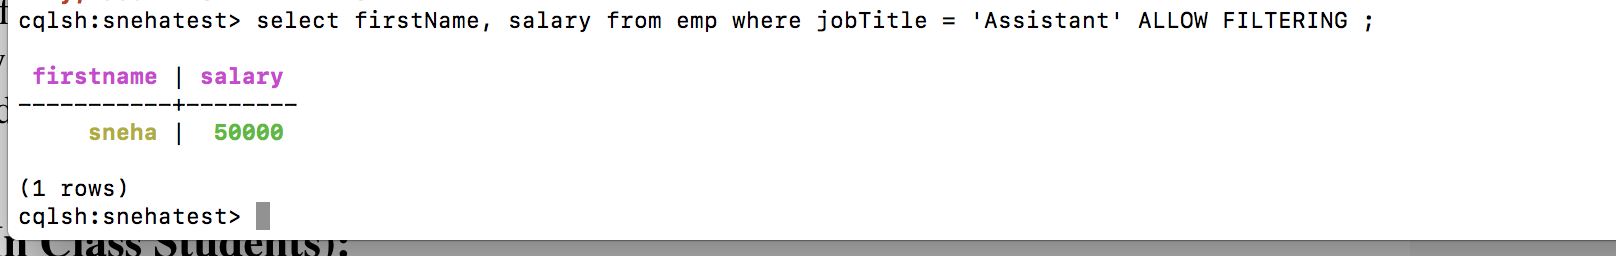 cqlsh:snehatest> select firstName, salary from emp where jobTitle = 'Assistant' ALLOW FILTERING ;
firstname | salary
-----------+--------
sneha | 50000
(1 rows)
cqlsh:snehatest>
Class Students):